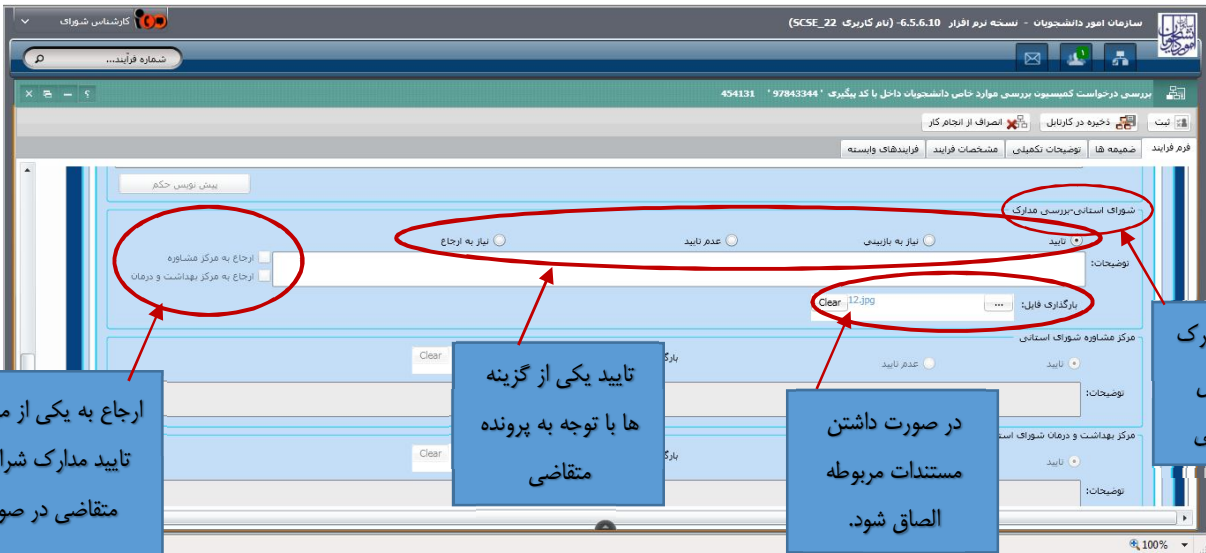 سازمان امور دانشجویان - نسخه نرم افزار 6.5.6.10- (نام کاربری SCSE_22)
کارشناس شورای
شماره فرآیند...
بررسی درخواست کمیسیون بررسی موارد خاص دانشجویان داخل با کد پیگیری ' 97843344 ' 454131
ثبت ذخیره در کارتابل انصراف از انجام کار
فرم فرایند ضمیمه ها توضیحات تکمیلی مشخصات فرایند فرایندهای وابسته
پیش نویس حکم
شورای استانی-بررسی مدارک
تایید نیاز به بازبینی عدم تایید نیاز به ارجاع
توضیحات:
ارجاع به مرکز مشاوره
ارجاع به مرکز بهداشت و درمان
بارگذاری فایل: ... 12.jpg Clear
مرکز مشاوره شورای استانی
تایید عدم تایید
Clear
توضیحات:
مرکز بهداشت و درمان شورای
تایید
Clear
توضیحات:
در صورت داشتن
مستندات مربوطه
الصاق شود.
تایید یکی از گزینه
ها با توجه به پرونده
متقاضی
ارجاع به یکی از
تایید مدارک
متقاضی در
100%